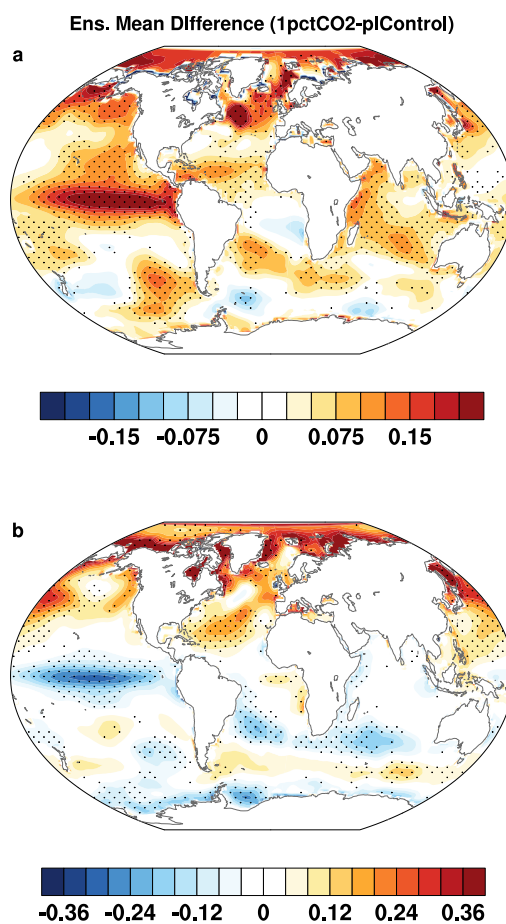 Ens. Mean DIfference (1pctCO2-pIControl)
a
-0.15 -0.075 0 0.075 0.15
b
-0.36 -0.24 -0.12 0 0.12 0.24 0.36